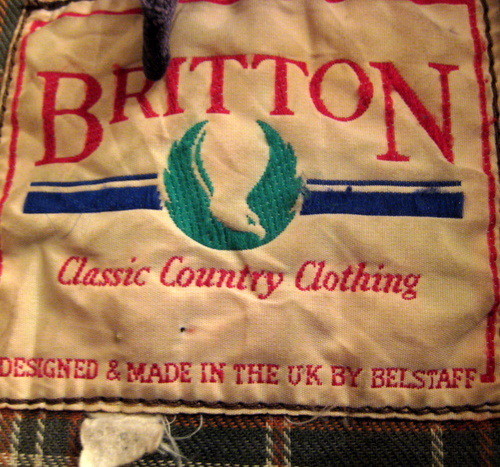 BRITTON
Classic Country Clothing
DESIGNED & MADE IN THE UK BY BELSTAFF